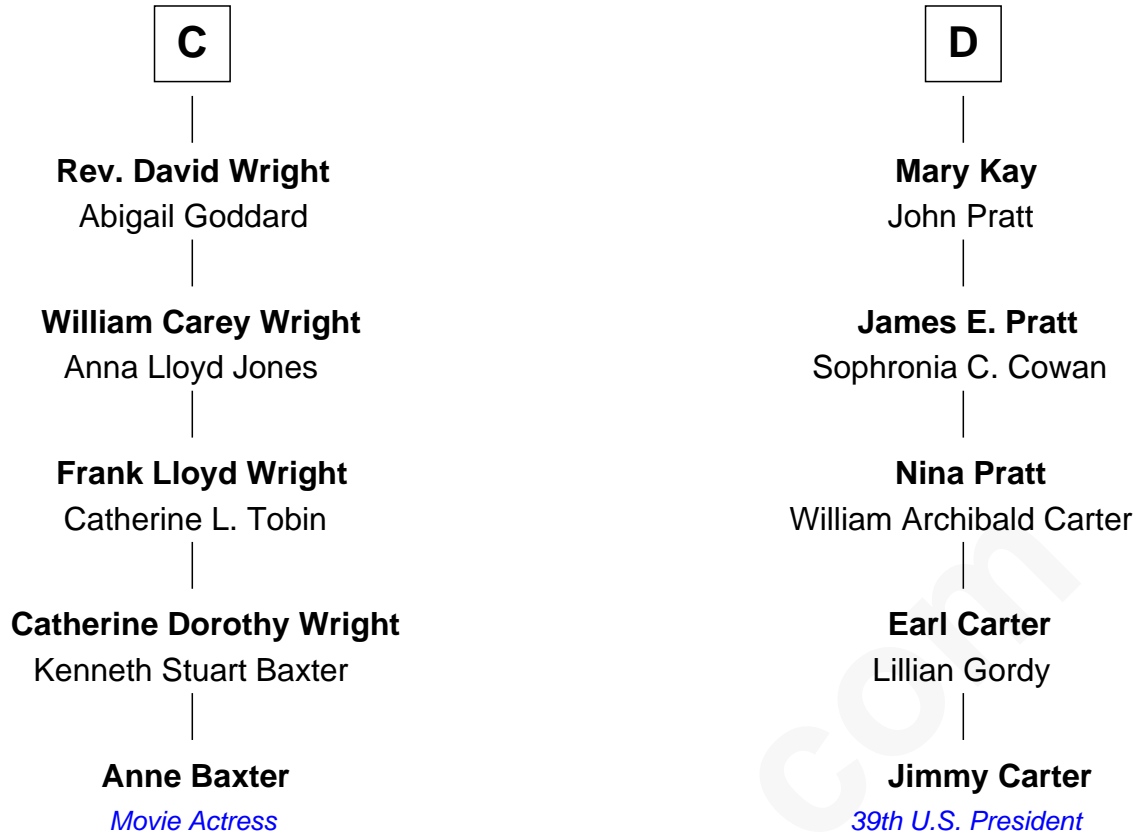 C
Rev. David Wright
Abigail Goddard
William Carey Wright
Anna Lloyd Jones
Frank Lloyd Wright
Catherine L. Tobin
Catherine Dorothy Wright
Kenneth Stuart Baxter
Anne Baxter
Movie Actress
D
Mary Kay
John Pratt
James E. Pratt
Sophronia C. Cowan
Nina Pratt
William Archibald Carter
Earl Carter
Lillian Gordy
Jimmy Carter
39th U.S. President
com